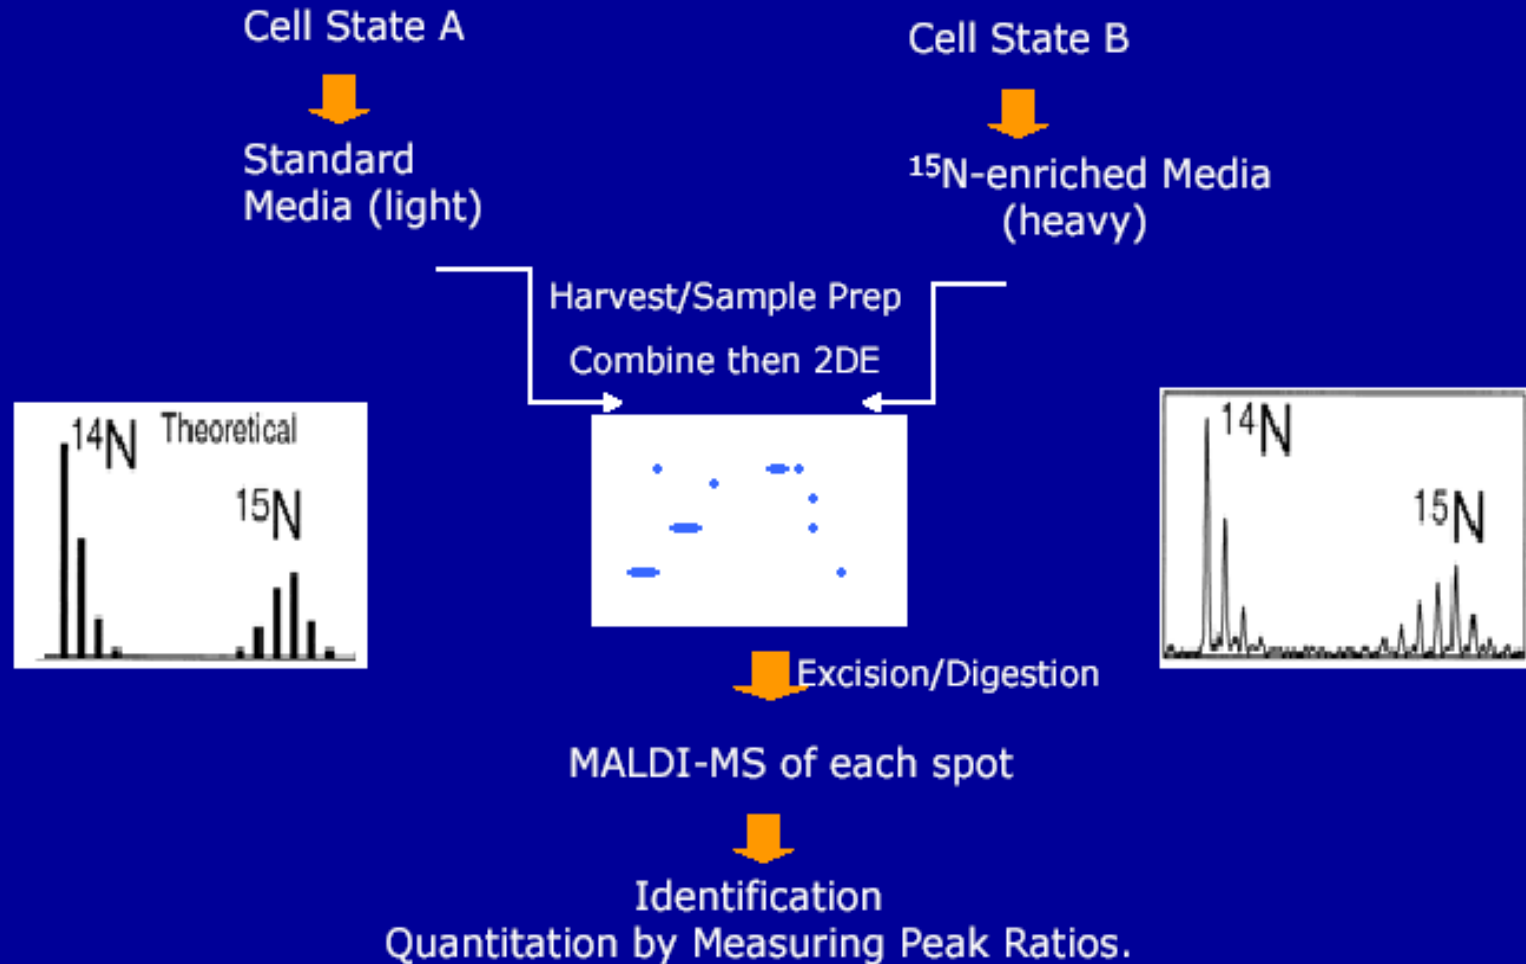 Cell State A
Cell State B
Standard
Media (light)
¹⁵N-enriched Media
(heavy)
Harvest/Sample Prep
Combine then 2DE
¹⁴N Theoretical
¹⁵N
¹⁴N
¹⁵N
Excision/Digestion
MALDI-MS of each spot
Identification
Quantitation by Measuring Peak Ratios.